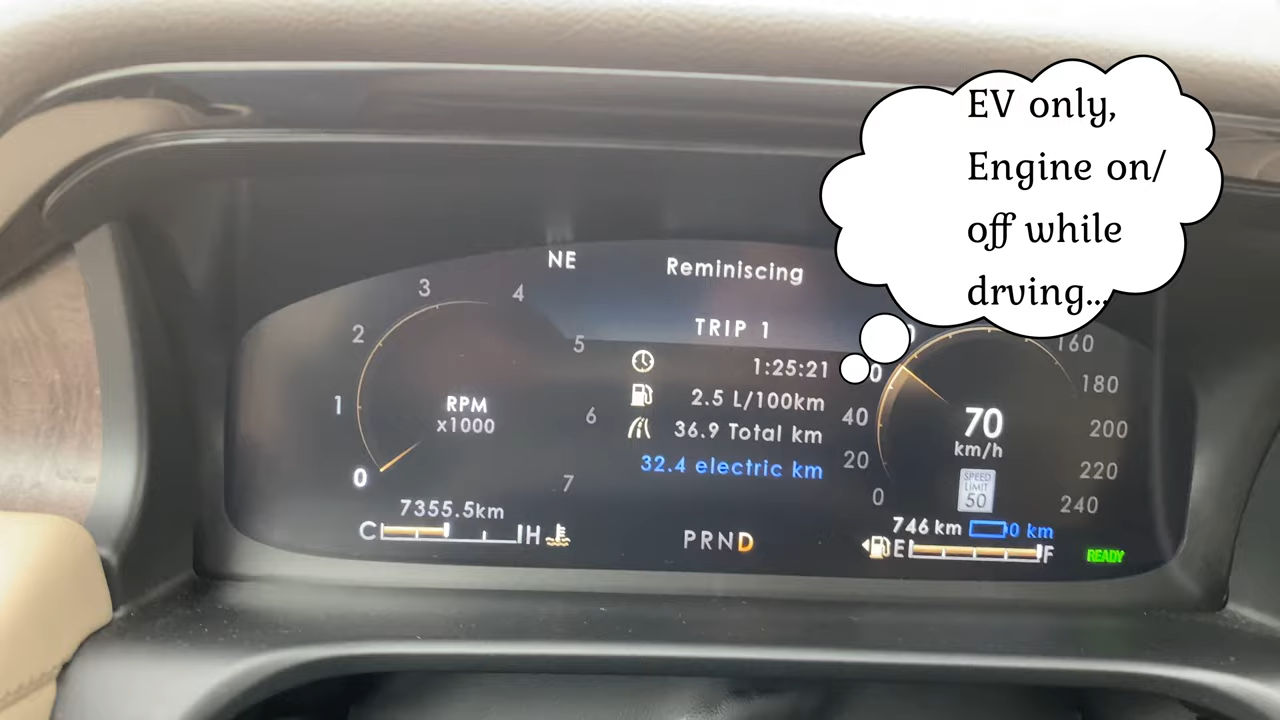 EV only,
Engine on/
off while
drving...
NE
Reminiscing
TRIP 1
1:25:21
2.5 L/100km
36.9 Total km
32.4 electric km
0
1
2
3
4
5
6
7
RPM
x1000
7355.5km
C H
PRND
0
20
40
160
180
200
220
240
70
km/h
SPEED
LIMIT
50
746 km 0 km
E F
READY